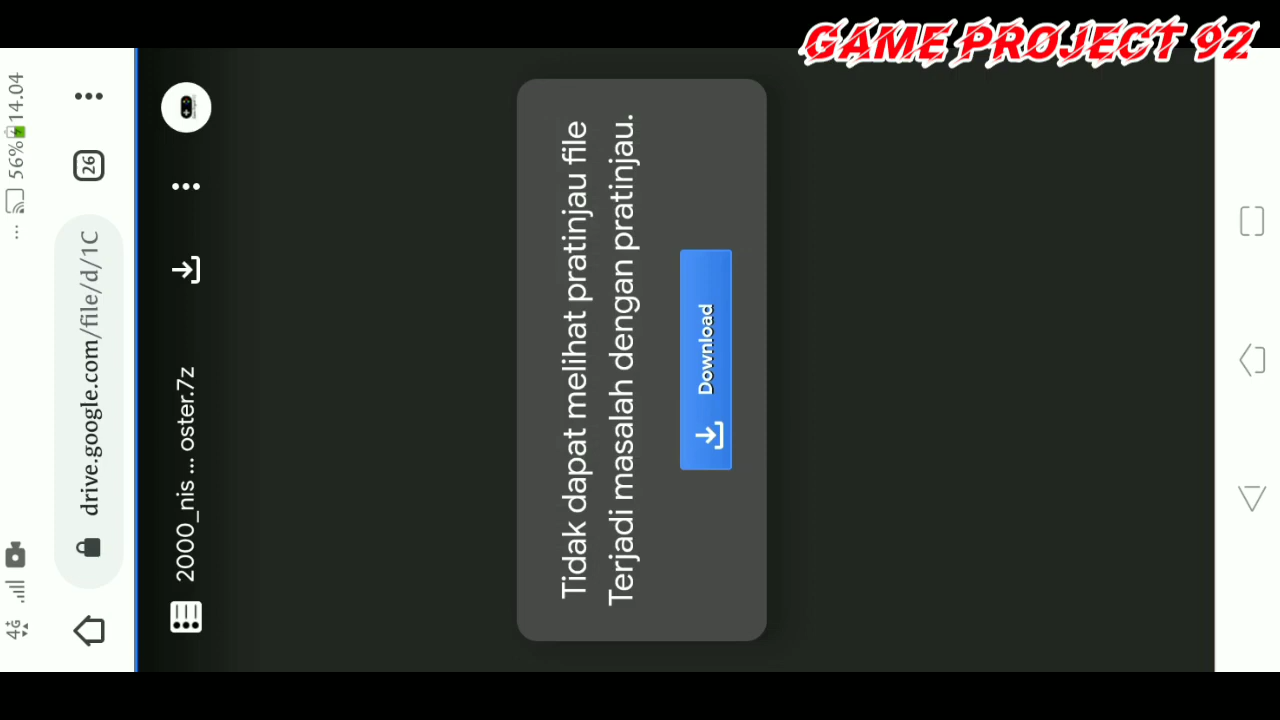 GAME PROJECT 92
4G 56% 14.04
drive.google.com/file/d/1C 26
2000_nis ... oster.7z
Tidak dapat melihat pratinjau file
Terjadi masalah dengan pratinjau.
Download